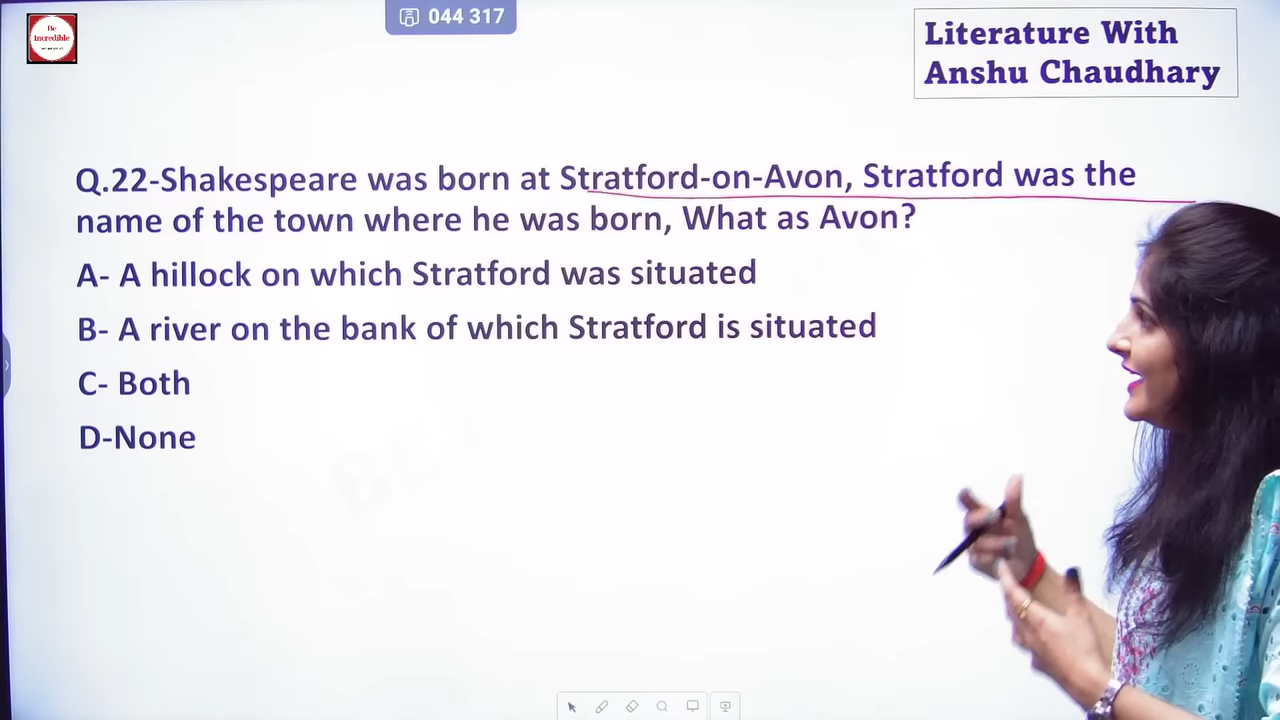 Be
Incredible
044 317
Literature With
Anshu Chaudhary
Q.22-Shakespeare was born at Stratford-on-Avon, Stratford was the
name of the town where he was born, What as Avon?
A- A hillock on which Stratford was situated
B- A river on the bank of which Stratford is situated
C- Both
D-None